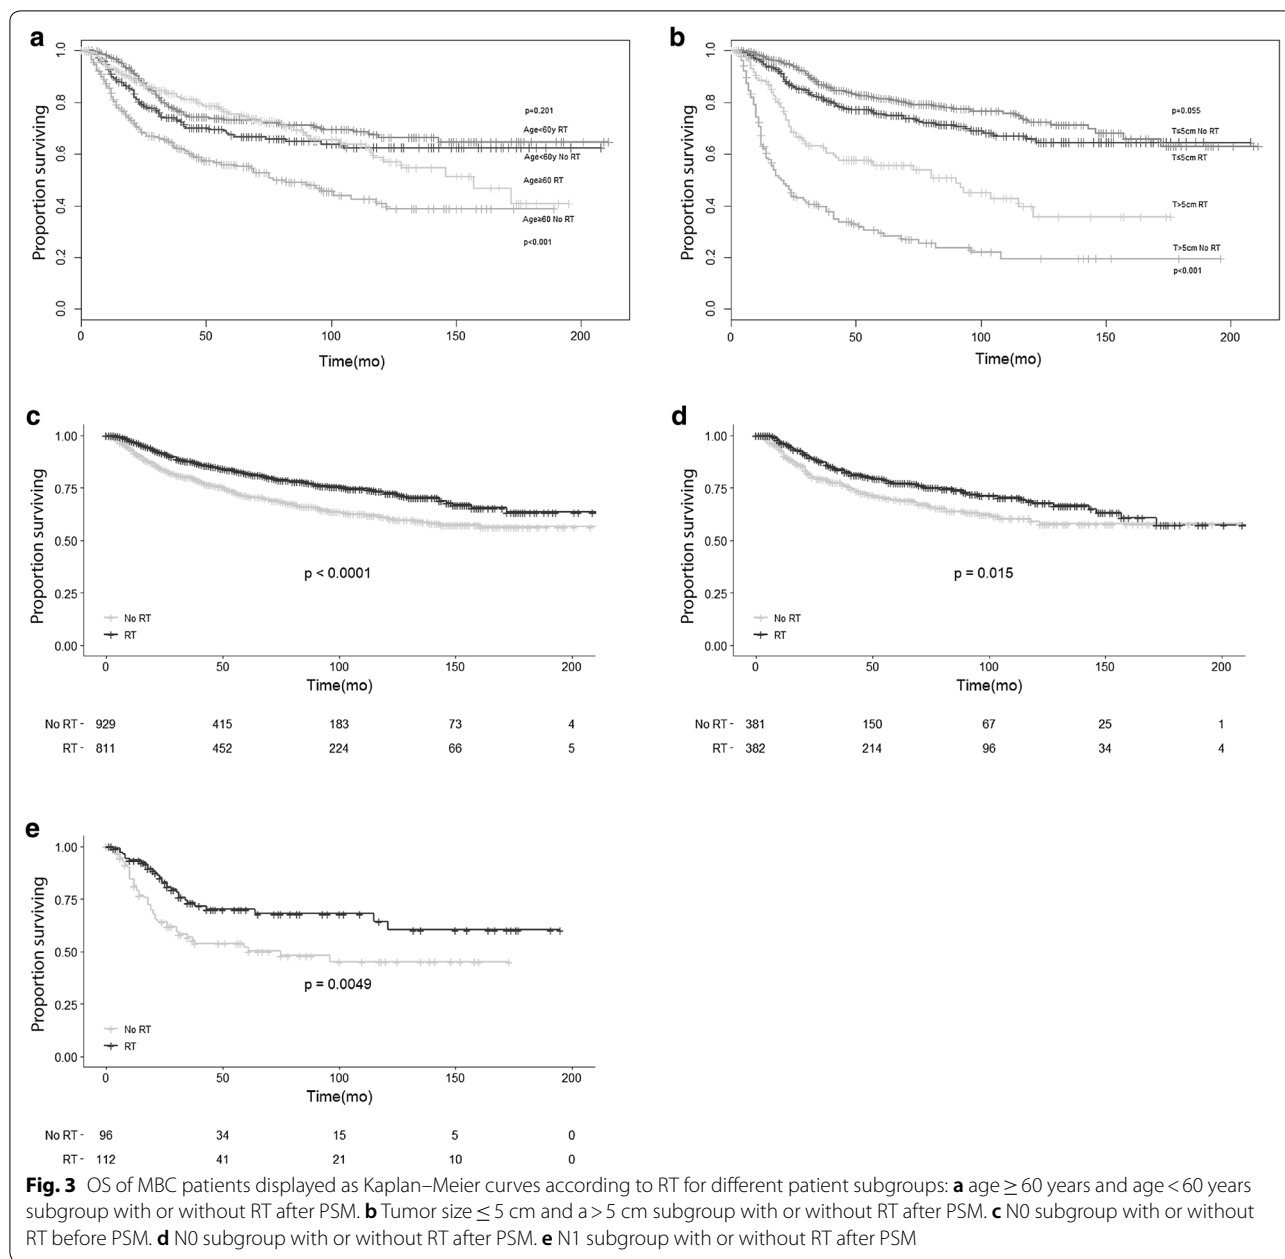 a
1.0
0.8
0.6
0.4
0.2
0.0
Proportion surviving
p=0.201
Age<60y RT
Age<60y No RT
Age≥60 RT
Age≥60 No RT
p<0.001
0 50 100 150 200
Time(mo)
b
1.0
0.8
0.6
0.4
0.2
0.0
Proportion surviving
p=0.055
T≤5cm No RT
T≤5cm RT
T>5cm RT
T>5cm No RT
p<0.001
0 50 100 150 200
Time(mo)
c
1.00
0.75
0.50
0.25
0.00
Proportion surviving
p < 0.0001
No RT
RT
0 50 100 150 200
Time(mo)
No RT - 929 415 183 73 4
RT - 811 452 224 66 5
d
1.00
0.75
0.50
0.25
0.00
Proportion surviving
p = 0.015
No RT
RT
0 50 100 150 200
Time(mo)
No RT - 381 150 67 25 1
RT - 382 214 96 34 4
e
1.00
0.75
0.50
0.25
0.00
Proportion surviving
p = 0.0049
No RT
RT
0 50 100 150 200
Time(mo)
No RT - 96 34 15 5 0
RT - 112 41 21 10 0
Fig. 3 OS of MBC patients displayed as Kaplan–Meier curves according to RT for different patient subgroups: a age ≥ 60 years and age < 60 years
subgroup with or without RT after PSM. b Tumor size ≤ 5 cm and a > 5 cm subgroup with or without RT after PSM. c N0 subgroup with or without
RT before PSM. d N0 subgroup with or without RT after PSM. e N1 subgroup with or without RT after PSM